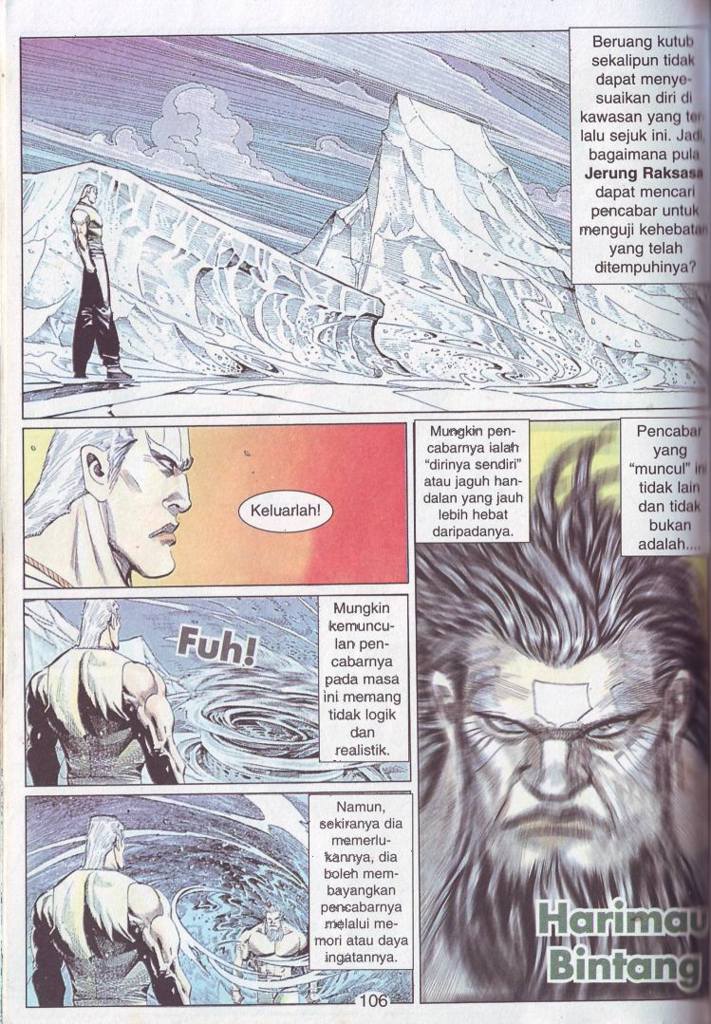 Beruang kutub
sekalipun tidak
dapat menye-
suaikan diri di
kawasan yang ter
lalu sejuk ini. Jadi,
bagaimana pula
Jerung Raksasa
dapat mencari
pencabar untuk
menguji kehebatan
yang telah
ditempuhinya?
Keluarlah!
Fuh!
Mungkin
kemuncu-
lan pen-
cabarnya
pada masa
ini memang
tidak logik
dan
realistik.
Namun,
sekiranya dia
memerlu-
kannya, dia
boleh mem-
bayangkan
pencabarnya
melalui me-
mori atau daya
ingatannya.
Mungkin pen-
cabarnya ialah
"dirinya sendiri"
atau jaguh han-
dalan yang jauh
lebih hebat
daripadanya.
Pencabar
yang
"muncul" ini
tidak lain
dan tidak
bukan
adalah....
Harimau
Bintang
106